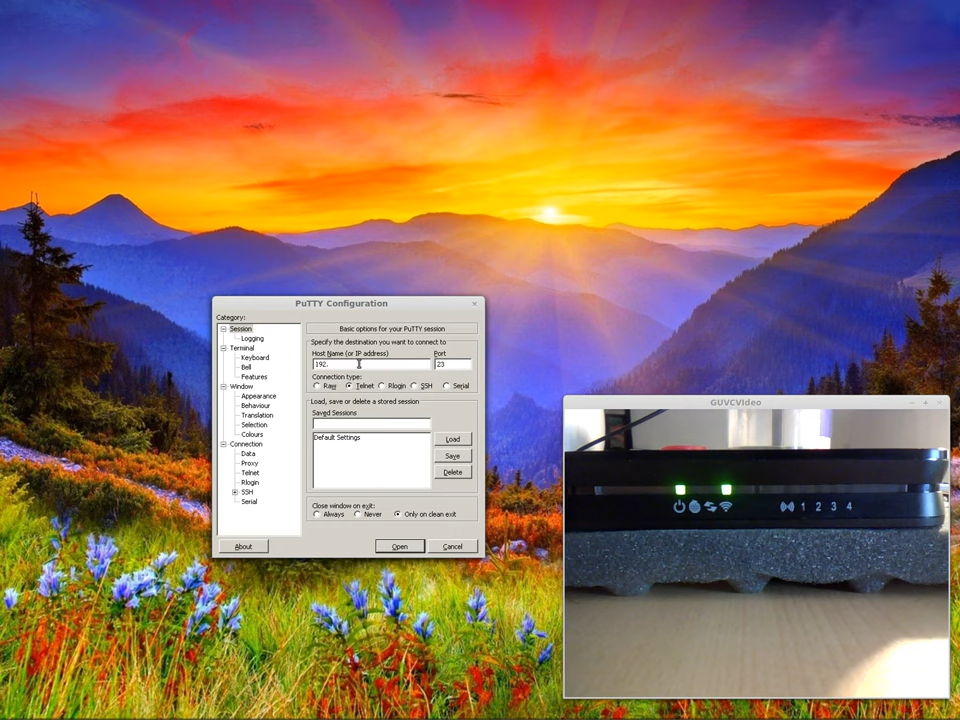 PuTTY Configuration
Category:
Session
Logging
Terminal
Keyboard
Bell
Features
Window
Appearance
Behaviour
Translation
Selection
Colours
Connection
Data
Proxy
Telnet
Rlogin
SSH
Serial
Basic options for your PuTTY session
Specify the destination you want to connect to
Host Name (or IP address) Port
192. 23
Connection type:
Raw Telnet Rlogin SSH Serial
Load, save or delete a stored session
Saved Sessions
Default Settings
Load
Save
Delete
Close window on exit:
Always Never Only on clean exit
About Open Cancel
GUVCVideo
1 2 3 4